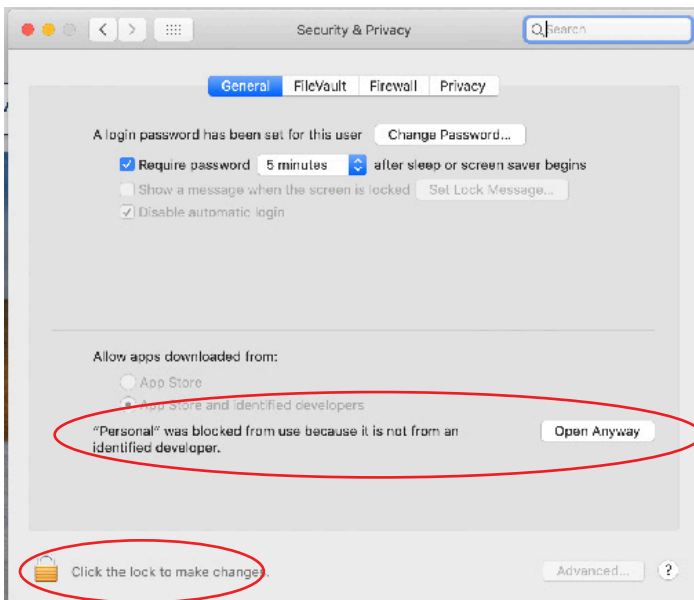 Security & Privacy
Search
General FileVault Firewall Privacy
A login password has been set for this user Change Password...
Require password 5 minutes after sleep or screen saver begins
Show a message when the screen is locked Set Lock Message...
Disable automatic login
Allow apps downloaded from:
App Store
App Store and identified developers
“Personal” was blocked from use because it is not from an Open Anyway
identified developer.
Click the lock to make changes. Advanced... ?